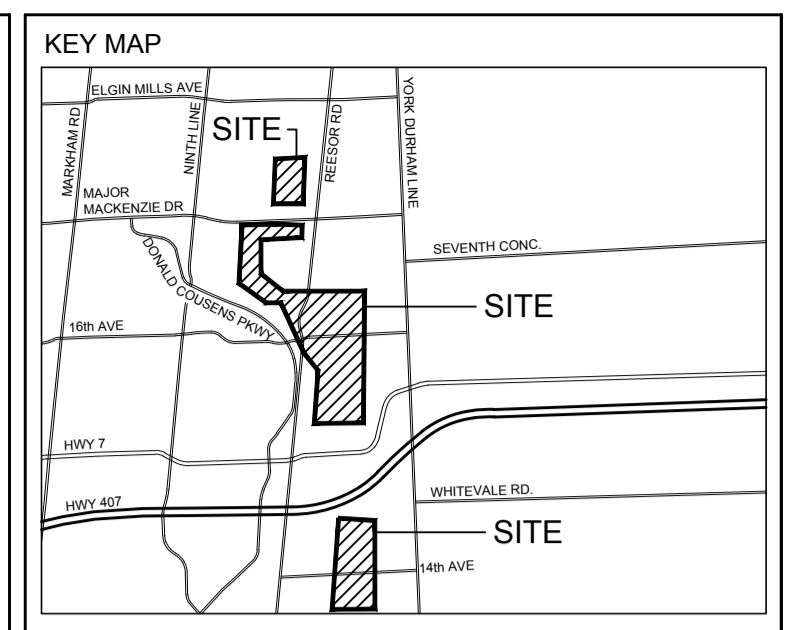 KEY MAP
ELGIN MILLS AVE
MARKHAM RD
NINTH LINE
SITE
REESOR RD
YORK DURHAM LINE
MAJOR
MACKENZIE DR
SEVENTH CONC.
DONALD COUSENS PKWY
SITE
16th AVE
HWY 7
HWY 407
WHITEVALE RD.
SITE
14th AVE